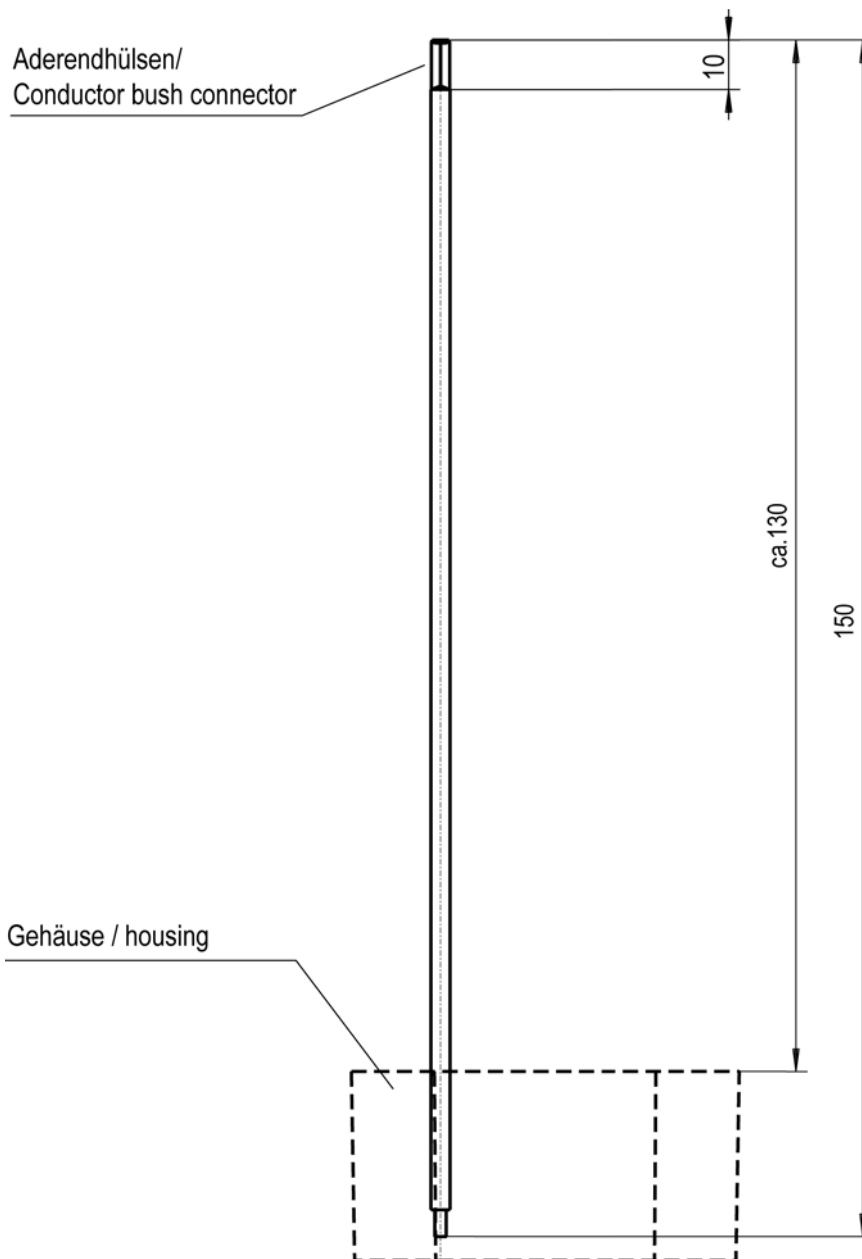 Aderendhülsen/
Conductor bush connector
10
ca.130
150
Gehäuse / housing